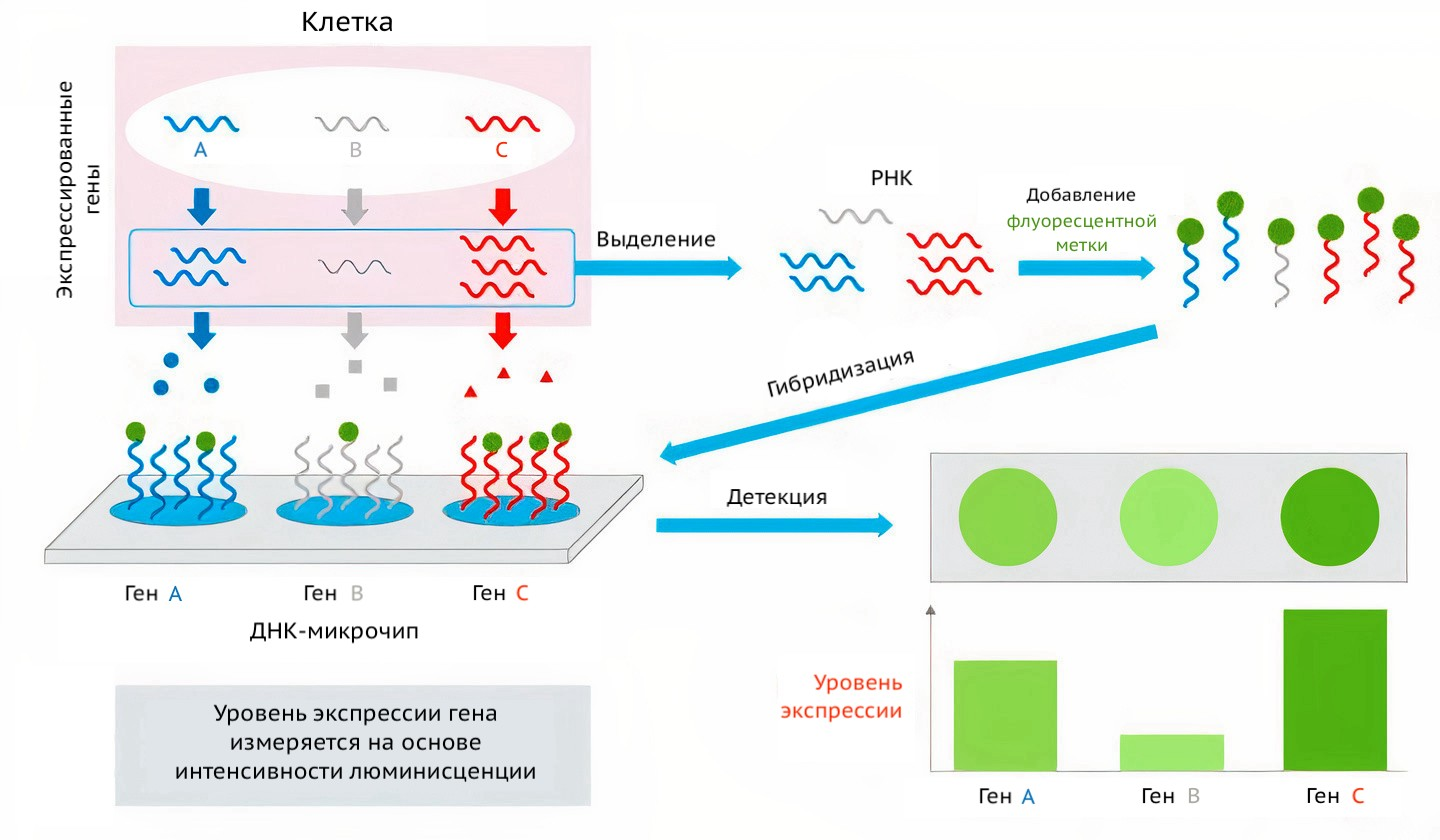 Клетка
Экспрессированные
гены
A
B
C
Выделение
РНК
Добавление
флуоресцентной
метки
Гибридизация
Детекция
Ген A
Ген B
Ген C
ДНК-микрочип
Уровень экспрессии гена
измеряется на основе
интенсивности люминисценции
Уровень
экспрессии
Ген A
Ген B
Ген C